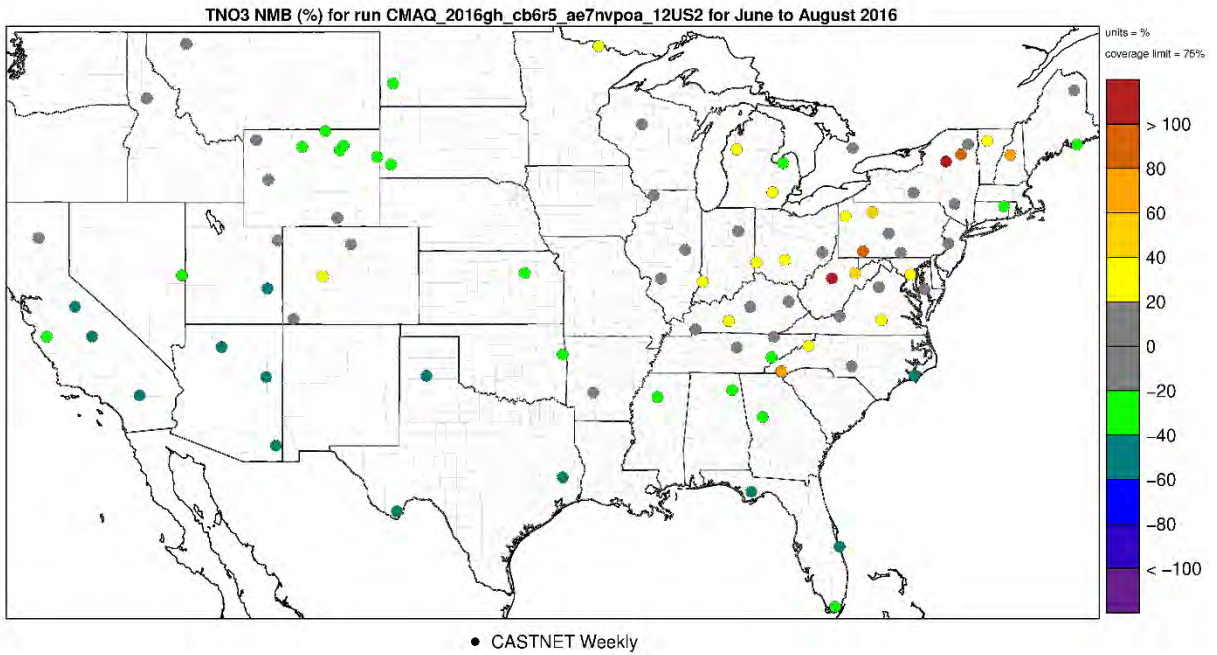 TNO3 NMB (%) for run CMAQ_2016gh_cb6r5_ae7nvpoa_12US2 for June to August 2016
units = %
coverage limit = 75%
> 100
80
60
40
20
0
−20
−40
−60
−80
< −100
● CASTNET Weekly